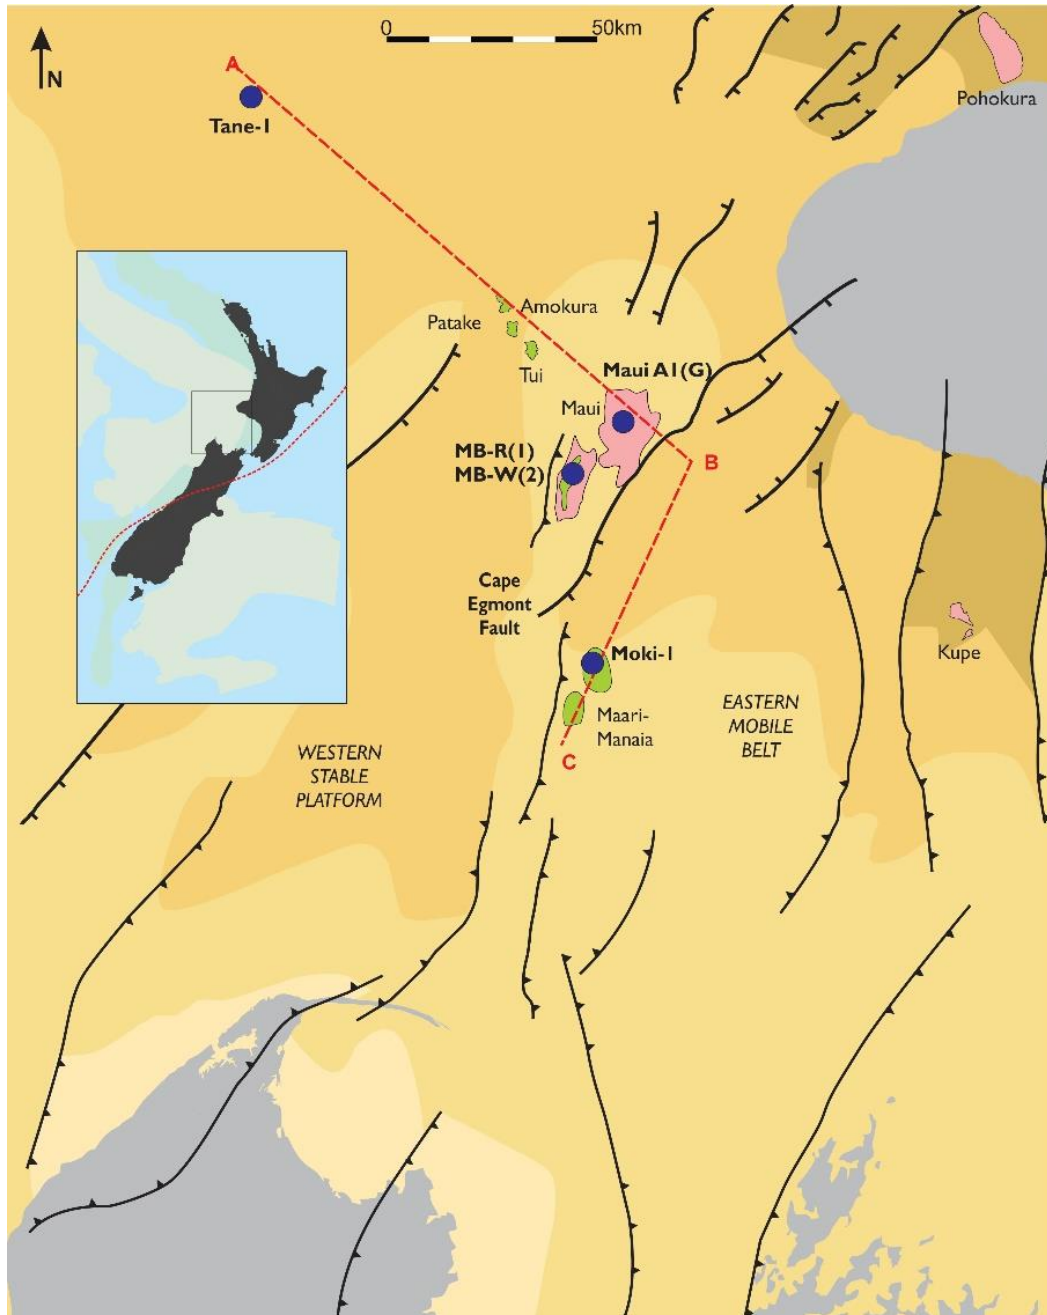 0
50km
N
A
Tane-1
Pohokura
Amokura
Patake
Tui
Maui A1(G)
Maui
B
MB-R(1)
MB-W(2)
Cape
Egmont
Fault
Moki-1
Kupe
Maari-
Manaia
EASTERN
MOBILE
BELT
C
WESTERN
STABLE
PLATFORM